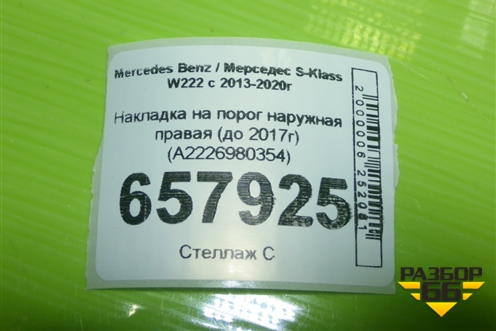 Mercedes Benz / Мерседес S-Klass
W222 с 2013-2020г
Накладка на порог наружная
правая (до 2017г)
(A2226980354)
657925
Стеллаж С
2000006252081
РАЗБОР
66